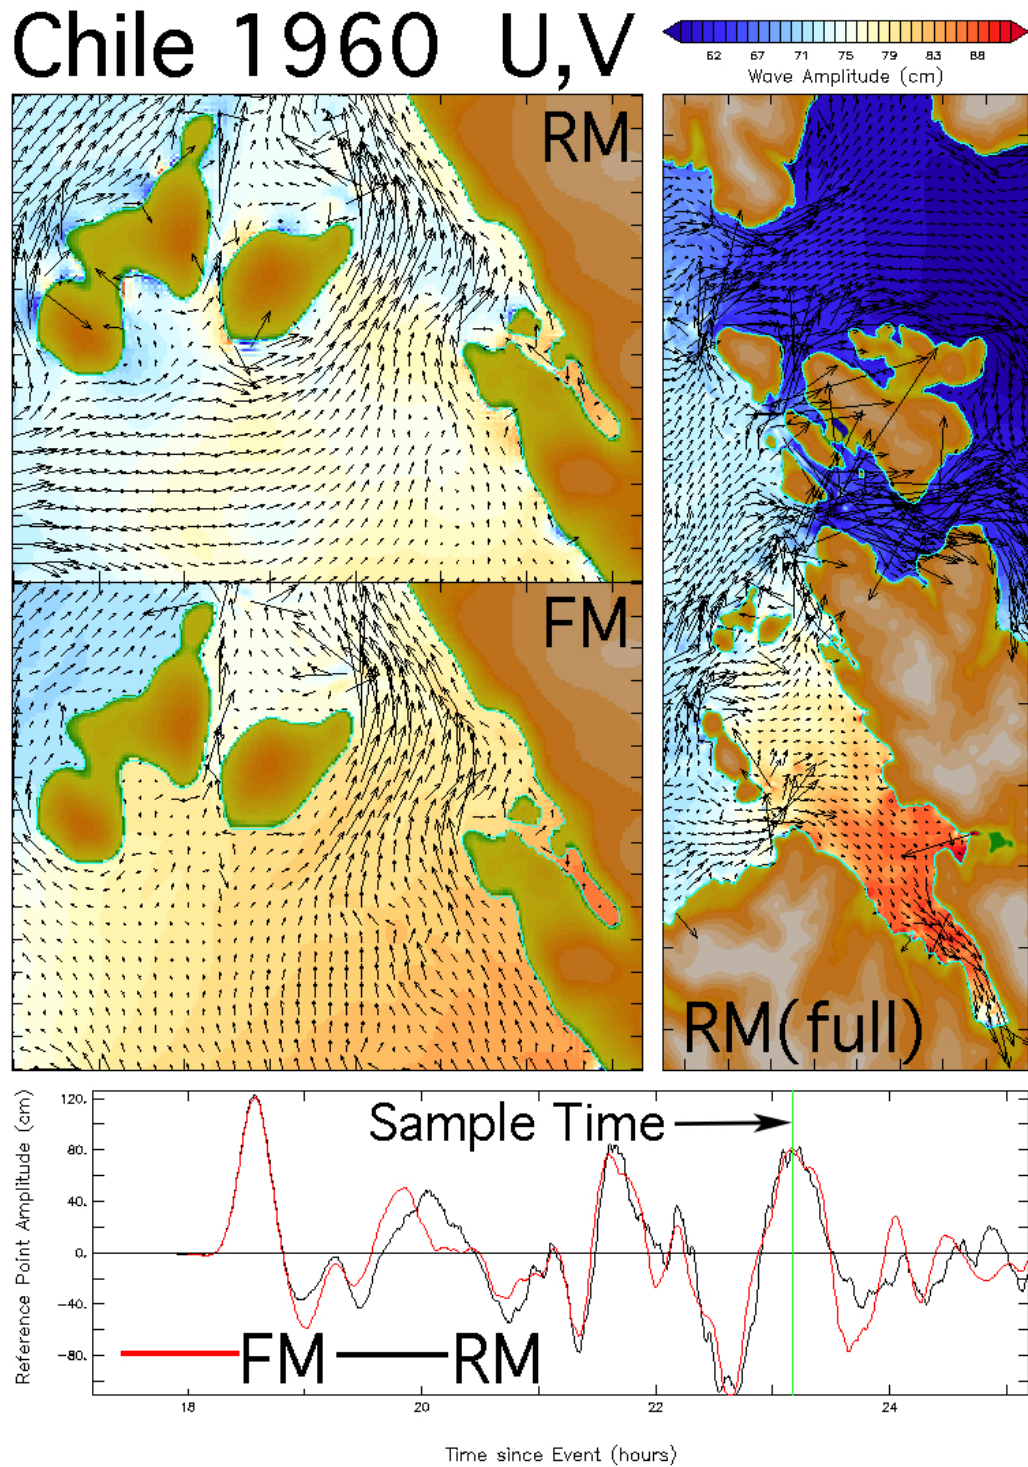 Chile 1960 U,V
62 67 71 75 79 83 88
Wave Amplitude (cm)
RM
FM
RM(full)
Reference Point Amplitude (cm)
120.
80.
40.
0.
-40.
-80.
Sample Time
FM
RM
18 20 22 24
Time since Event (hours)